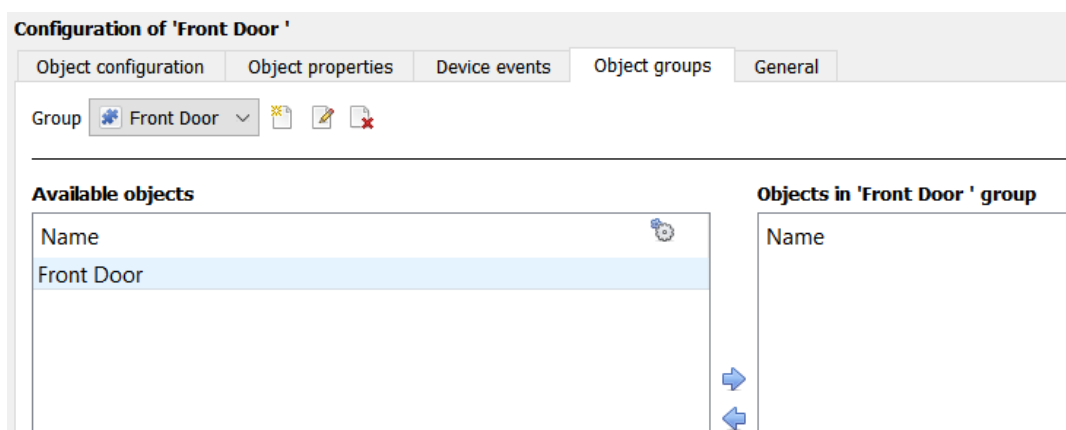 Configuration of 'Front Door '
Object configuration Object properties Device events Object groups General
Group Front Door
Available objects Objects in 'Front Door ' group
Name Name
Front Door